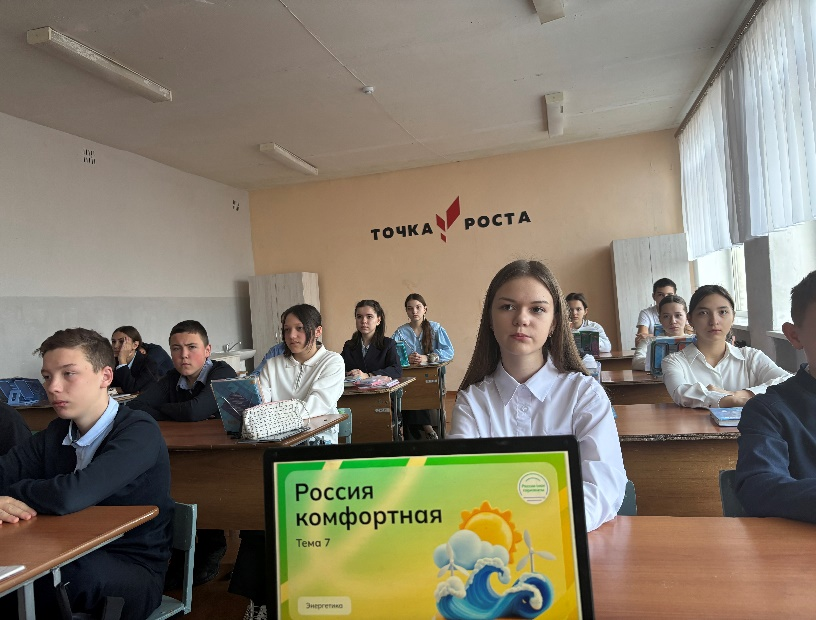 ТОЧКА РОСТА
Россия
комфортная
Тема 7
Энергетика